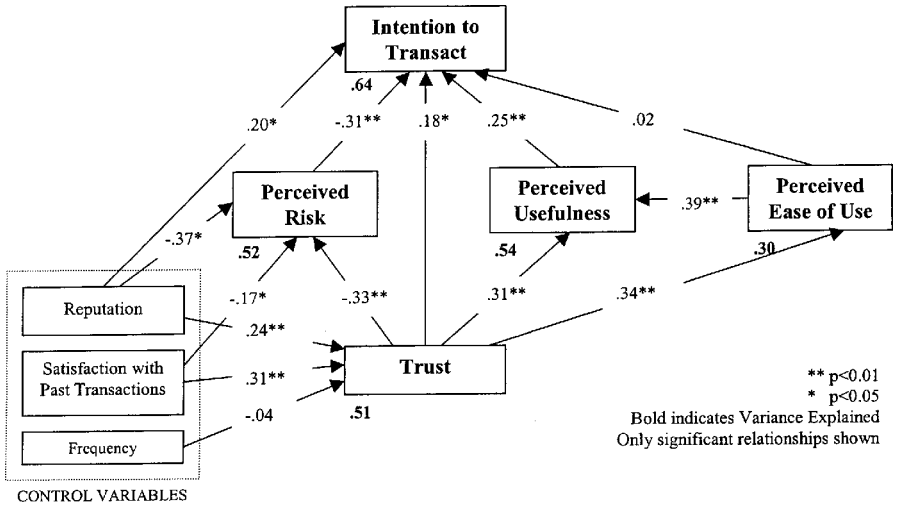 Intention to
Transact
.64
.20*
-.31**
.18*
.25**
.02
Perceived
Risk
.52
Perceived
Usefulness
.54
Perceived
Ease of Use
.30
.39**
-.37*
-.17*
-.33**
.31**
.34**
Reputation
.24**
Satisfaction with
Past Transactions
.31**
Trust
.51
Frequency
-.04
CONTROL VARIABLES
** p<0.01
* p<0.05
Bold indicates Variance Explained
Only significant relationships shown